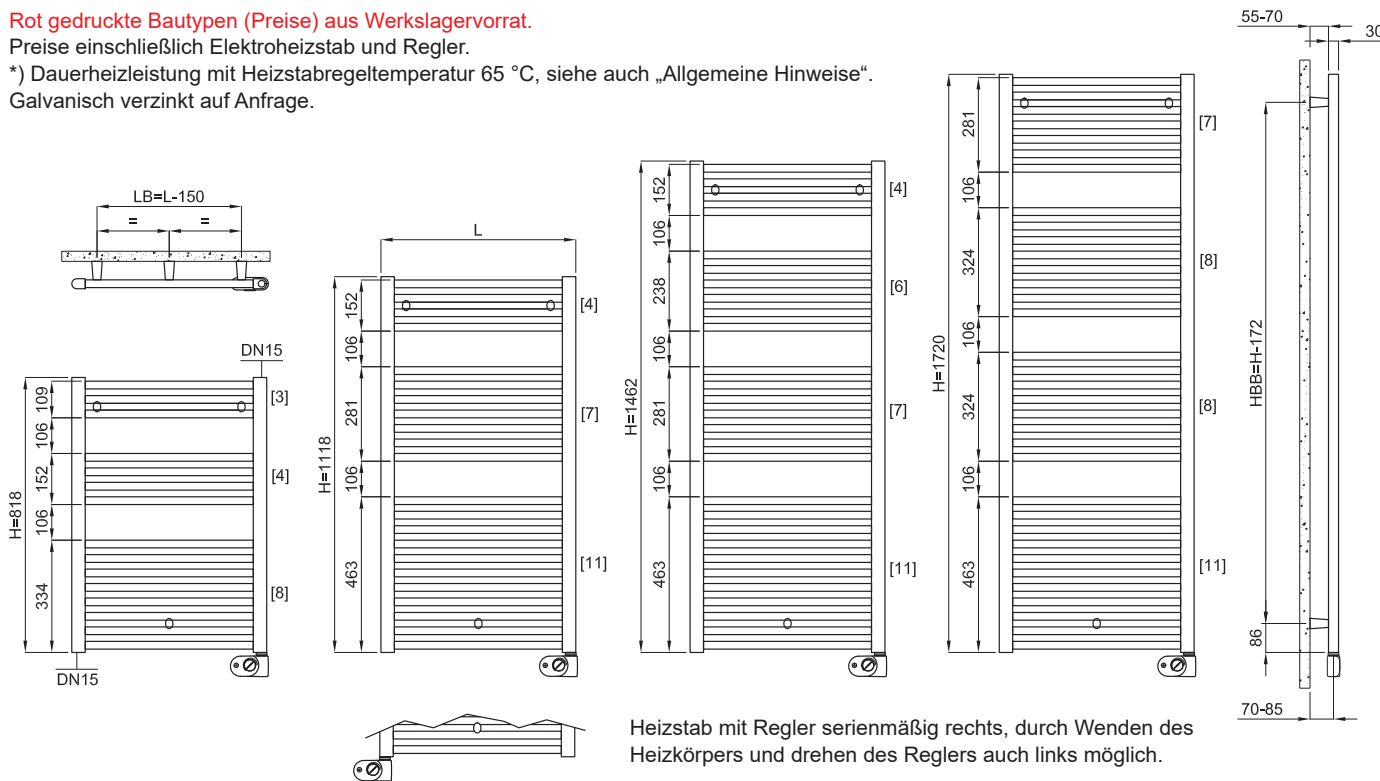 Rot gedruckte Bautypen (Preise) aus Werkslagervorrat.
Preise einschließlich Elektroheizstab und Regler.
*) Dauerheizleistung mit Heizstabregeltemperatur 65 °C, siehe auch „Allgemeine Hinweise“.
Galvanisch verzinkt auf Anfrage.
LB=L-150
= =
DN15
H=818
109
106
152
106
334
[3]
[4]
[8]
DN15
L
H=1118
152
106
281
106
463
[4]
[7]
[11]
H=1462
152
106
238
106
281
106
463
[4]
[6]
[7]
[11]
H=1720
281
106
324
106
324
106
463
[7]
[8]
[8]
[11]
55-70
30
HBB=H-172
86
70-85
Heizstab mit Regler serienmäßig rechts, durch Wenden des
Heizkörpers und drehen des Reglers auch links möglich.